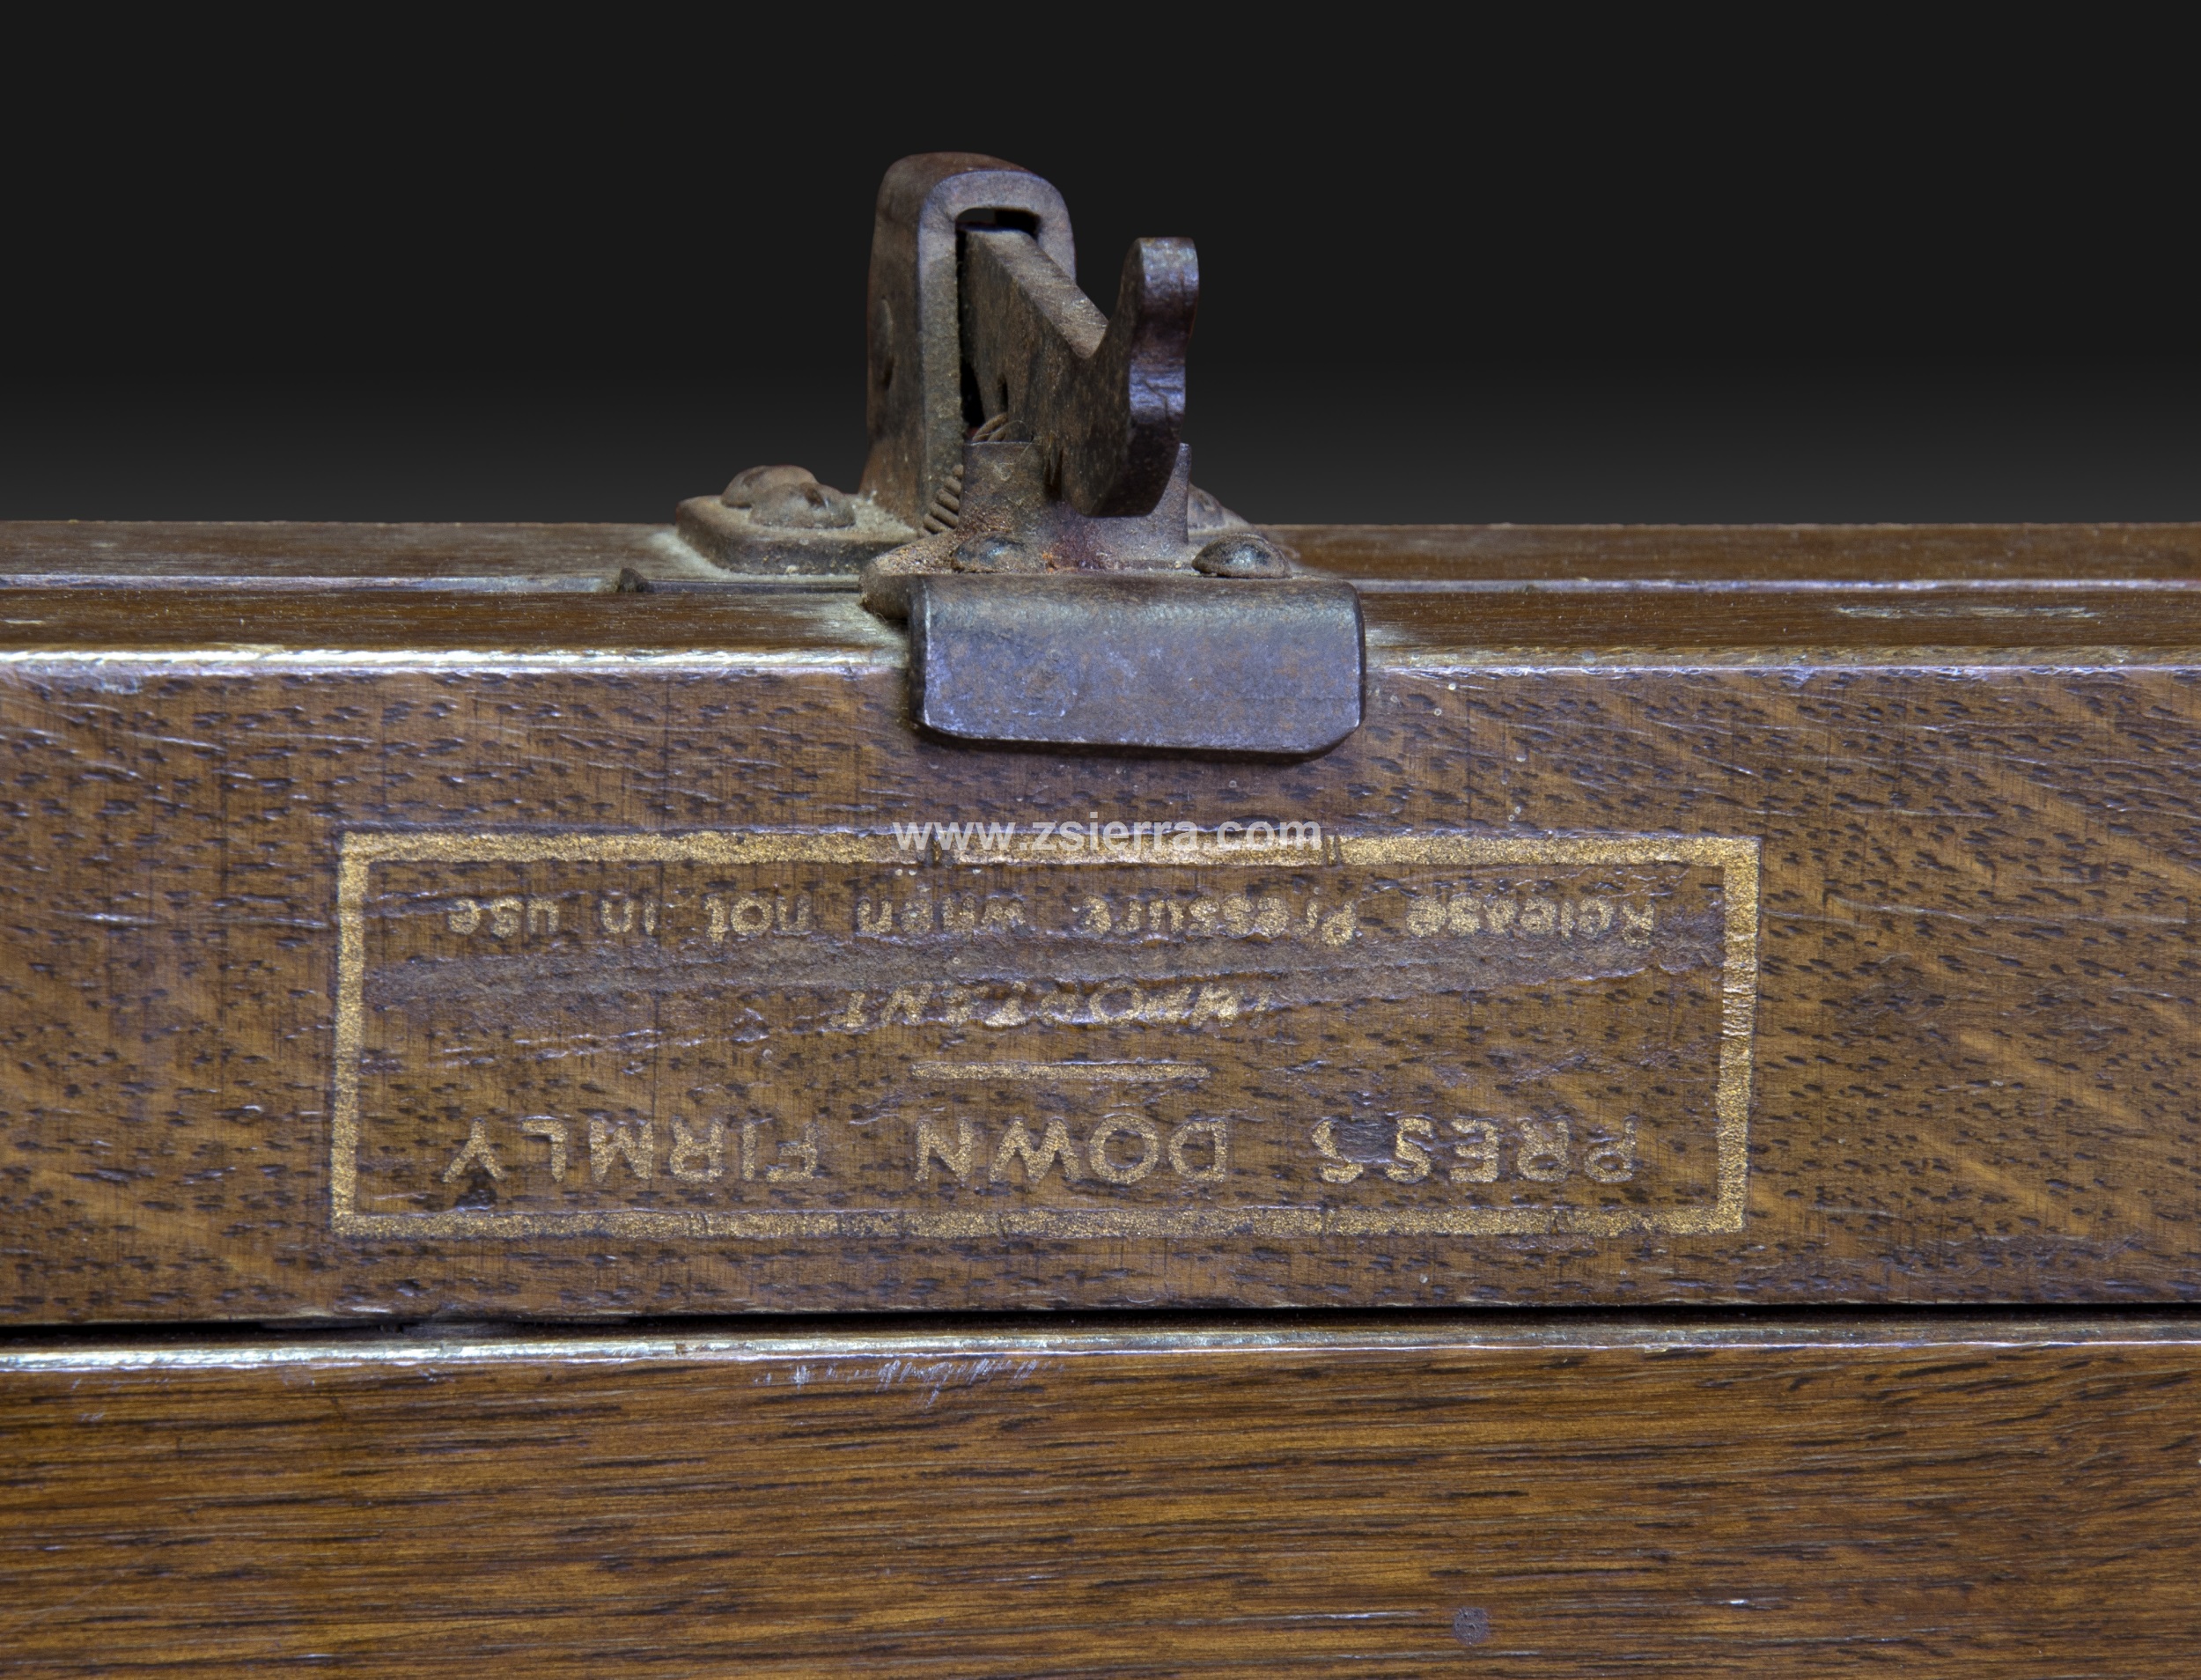 PRESS DOWN FIRMLY
IMPORTANT
Release Pressure when not in use
www.zsierra.com